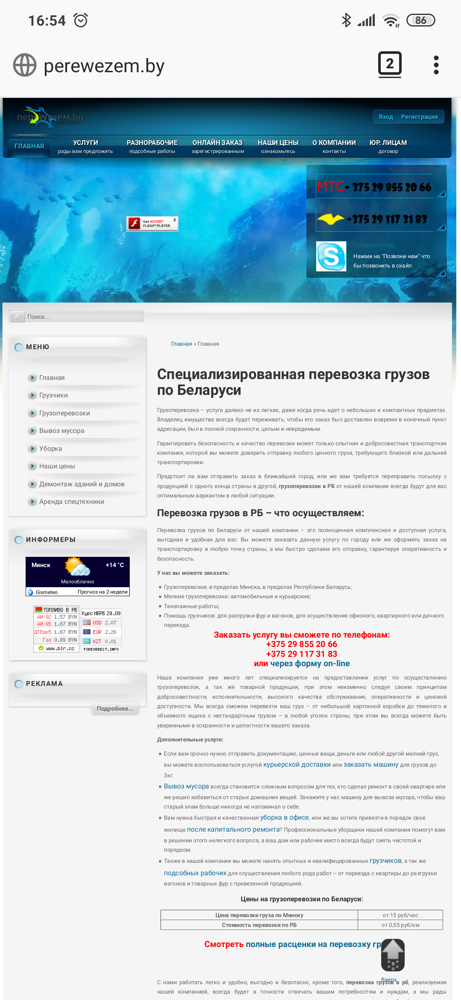 16:54
86
perewezem.by
2
переwезем.by
Вход Регистрация
ГЛАВНАЯ
УСЛУГИ
рады вам предложить
РАЗНОРАБОЧИЕ
подсобные работы
ОНЛАЙН ЗАКАЗ
зарегистрированным
НАШИ ЦЕНЫ
ознакомьтесь
О КОМПАНИИ
контакты
ЮР. ЛИЦАМ
договор
МТС+ 375 29 855 20 66
+375 29 117 31 83
Get ADOBE®
FLASH® PLAYER
Позвони нам
Нажми на "Позвони нам" что
бы позвонить в скайп
Поиск...
МЕНЮ
Главная
Грузчики
Грузоперевозки
Вывоз мусора
Уборка
Наши цены
Демонтаж зданий и домов
Аренда спецтехники
ИНФОРМЕРЫ
Минск +14 °C
Малооблачно
Gismeteo Прогноз на 2 недели
ТОПЛИВО В РБ
АИ-92 1.57 BYN
АИ-95 1.67 BYN
ДТЕвр5 1.67 BYN
Газ 0.89 BYN
www.blr.cc
Курс НБРБ 29.09
USD 2.07
EUR 2.26
KZT 0.01
FOREXBREST.INFO
РЕКЛАМА
Подробнее...
Главная » Главная
Специализированная перевозка грузов
по Беларуси
Грузоперевозка – услуга далеко не из легких, даже когда речь идет о небольших и компактных предметах.
Владелец имущества всегда будет переживать, чтобы его заказ был доставлен вовремя в конечный пункт
адресации, был в полной сохранности, целым и невредимым.
Гарантировать безопасность и качество перевозки может только опытная и добросовестная транспортная
компания, которой вы можете доверить отправку любого ценного груза, требующего близкой или дальней
транспортировки.
Предстоит ли вам отправить заказ в ближайший город, или же вам требуется переправить посылку с
продукцией с одного конца страны в другой, грузоперевозки в РБ от нашей компании всегда будут для вас
оптимальным вариантом в любой ситуации.
Перевозка грузов в РБ – что осуществляем:
Перевозка грузов по Беларуси от нашей компании – это полноценная комплексная и доступная услуга,
выгодная и удобная для вас. Вы можете заказать данную услугу по городу или же оформить заказ на
транспортировку в любую точку страны, а мы быстро сделаем его отправку, гарантируя оперативность и
безопасность.
У нас вы можете заказать:
Грузоперевозки: в пределах Минска, в пределах Республики Беларусь;
Мелкие грузоперевозки: автомобильные и курьерские;
Такелажные работы;
Помощь грузчиков: для разгрузки фур и вагонов, для осуществления офисного, квартирного или дачного
переезда.
Заказать услугу вы сможете по телефонам:
+375 29 855 20 66
+375 29 117 31 83
или через форму on-line
Наша компания уже много лет специализируется на предоставлении услуг по осуществлению
грузоперевозок, а так же товарной продукции, при этом неизменно следуя своим принципам
добросовестности, исполнительности, высокого качества обслуживания, оперативности и ценовой
доступности. Мы всегда сможем перевезти ваш груз – от небольшой картонной коробки до тяжелого и
объемного ящика с нестандартным грузом – в любой уголок страны, при этом вы всегда можете быть
уверенными в сохранности и целостности вашего заказа.
Дополнительные услуги:
Если вам срочно нужно отправить документацию, ценные вещи, деньги или любой другой мелкий груз,
вы можете воспользоваться услугой курьерской доставки или заказать машину для грузов до
3кг.
Вывоз мусора всегда становится сложным вопросом для тех, кто сделал ремонт в своей квартире или
же решил избавиться от старых домашних вещей. Закажите у нас машину для вывоза мусора, чтобы ваш
старый хлам больше никогда не напоминал о себе.
Вам нужна быстрая и качественная уборка в офисе, или же вы хотите привезти в порядок свое
жилище после капитального ремонта? Профессиональные уборщики нашей компании помогут вам
в решении этого нелегкого вопроса, а ваш дом или рабочее место всегда будут сиять чистотой и
порядком.
Также в нашей компании вы можете нанять опытных и квалифицированных грузчиков, а так же
подсобных рабочих для осуществления любого рода работ – от переезда с квартиры до разгрузки
вагонов и товарных фур с привезенной продукцией.
Цены на грузоперевозки по Беларуси:
Цена перевозки груза по Минску от 15 руб/час
Стоимость перевозки по РБ от 0,55 руб/км
Смотреть полные расценки на перевозку гру
Вверх
С нами работать легко и удобно, выгодно и безопасно, кроме того, перевозка грузов в рб, реализуемая
нашей компанией, всегда будет в точности отвечать вашим потребностям и нуждам, а мы рады